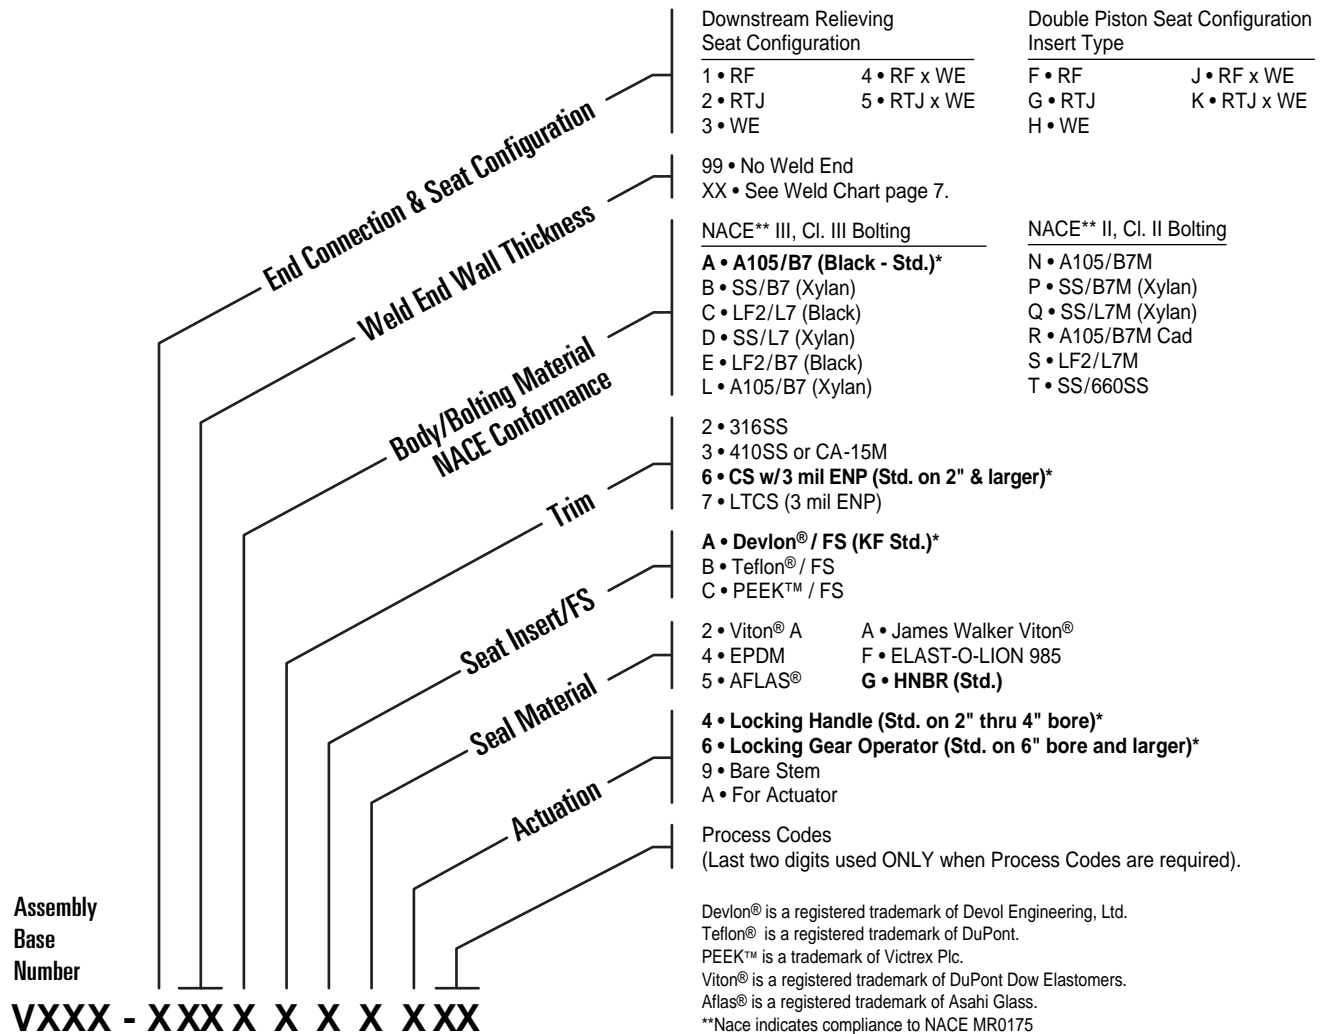 Downstream Relieving
Seat Configuration
1 • RF 4 • RF x WE
2 • RTJ 5 • RTJ x WE
3 • WE
Double Piston Seat Configuration
Insert Type
F • RF J • RF x WE
G • RTJ K • RTJ x WE
H • WE
End Connection & Seat Configuration
99 • No Weld End
XX • See Weld Chart page 7.
Weld End Wall Thickness
NACE** III, Cl. III Bolting
A • A105/B7 (Black - Std.)*
B • SS/B7 (Xylan)
C • LF2/L7 (Black)
D • SS/L7 (Xylan)
E • LF2/B7 (Black)
L • A105/B7 (Xylan)
NACE** II, Cl. II Bolting
N • A105/B7M
P • SS/B7M (Xylan)
Q • SS/L7M (Xylan)
R • A105/B7M Cad
S • LF2/L7M
T • SS/660SS
Body/Bolting Material
NACE Conformance
2 • 316SS
3 • 410SS or CA-15M
6 • CS w/3 mil ENP (Std. on 2" & larger)*
7 • LTCS (3 mil ENP)
Trim
A • Devlon® / FS (KF Std.)*
B • Teflon® / FS
C • PEEK™ / FS
Seat Insert/FS
2 • Viton® A A • James Walker Viton®
4 • EPDM F • ELAST-O-LION 985
5 • AFLAS® G • HNBR (Std.)
Seal Material
4 • Locking Handle (Std. on 2" thru 4" bore)*
6 • Locking Gear Operator (Std. on 6" bore and larger)*
9 • Bare Stem
A • For Actuator
Actuation
Process Codes
(Last two digits used ONLY when Process Codes are required).
Assembly
Base
Number
VXXX - X XX X X X X X XX
Devlon® is a registered trademark of Devol Engineering, Ltd.
Teflon® is a registered trademark of DuPont.
PEEK™ is a trademark of Victrex Plc.
Viton® is a registered trademark of DuPont Dow Elastomers.
Aflas® is a registered trademark of Asahi Glass.
**Nace indicates compliance to NACE MR0175